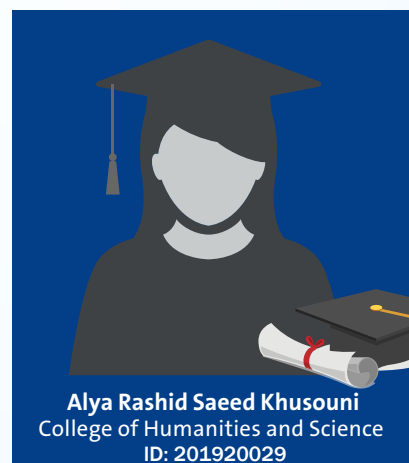 Alya Rashid Saeed Khusouni
College of Humanities and Science
ID: 201920029